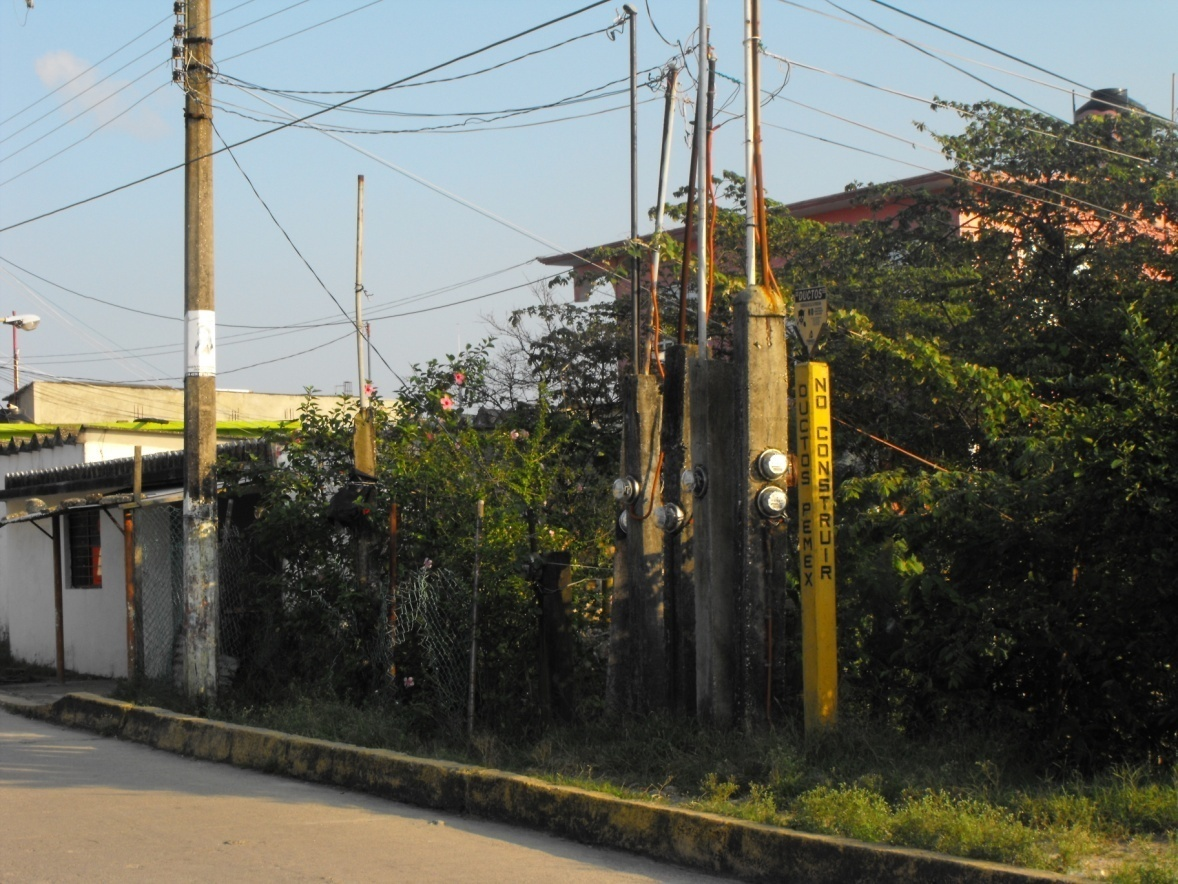 DUCTOS
DUCTOS PEMEX
NO CONSTRUIR